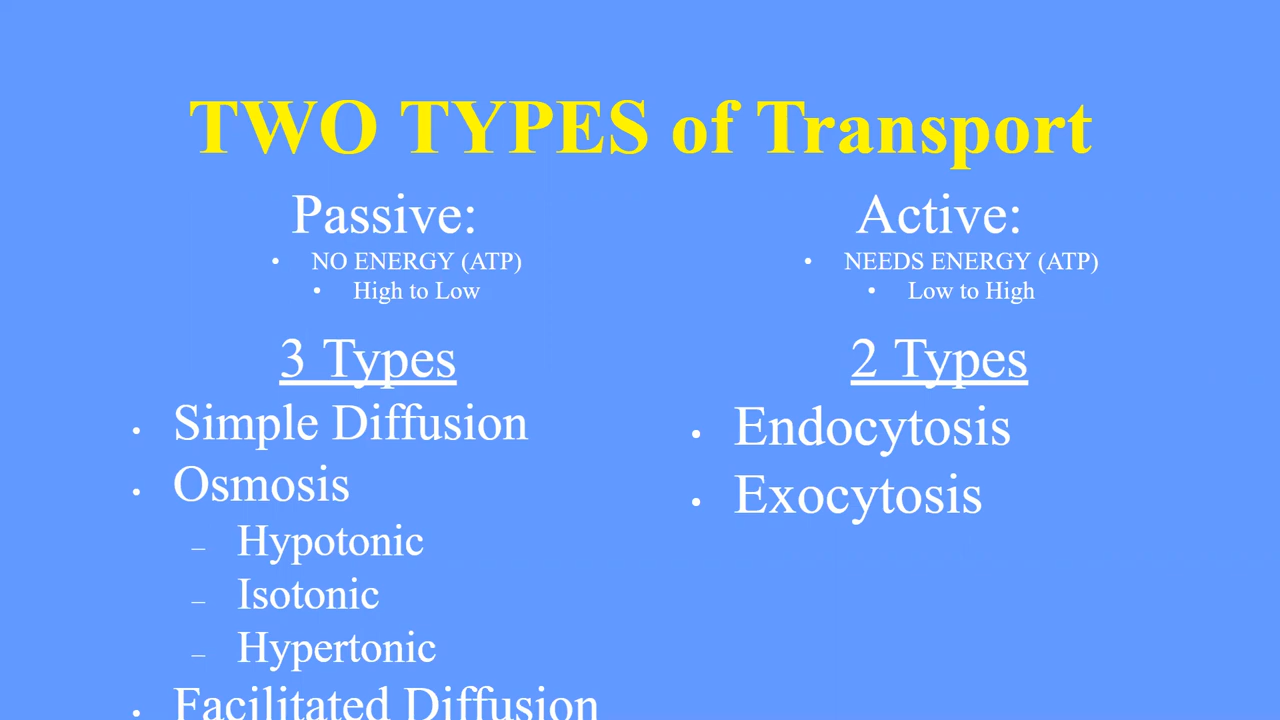 TWO TYPES of Transport
Passive:
• NO ENERGY (ATP)
• High to Low
3 Types
• Simple Diffusion
• Osmosis
– Hypotonic
– Isotonic
– Hypertonic
• Facilitated Diffusion
Active:
• NEEDS ENERGY (ATP)
• Low to High
2 Types
• Endocytosis
• Exocytosis